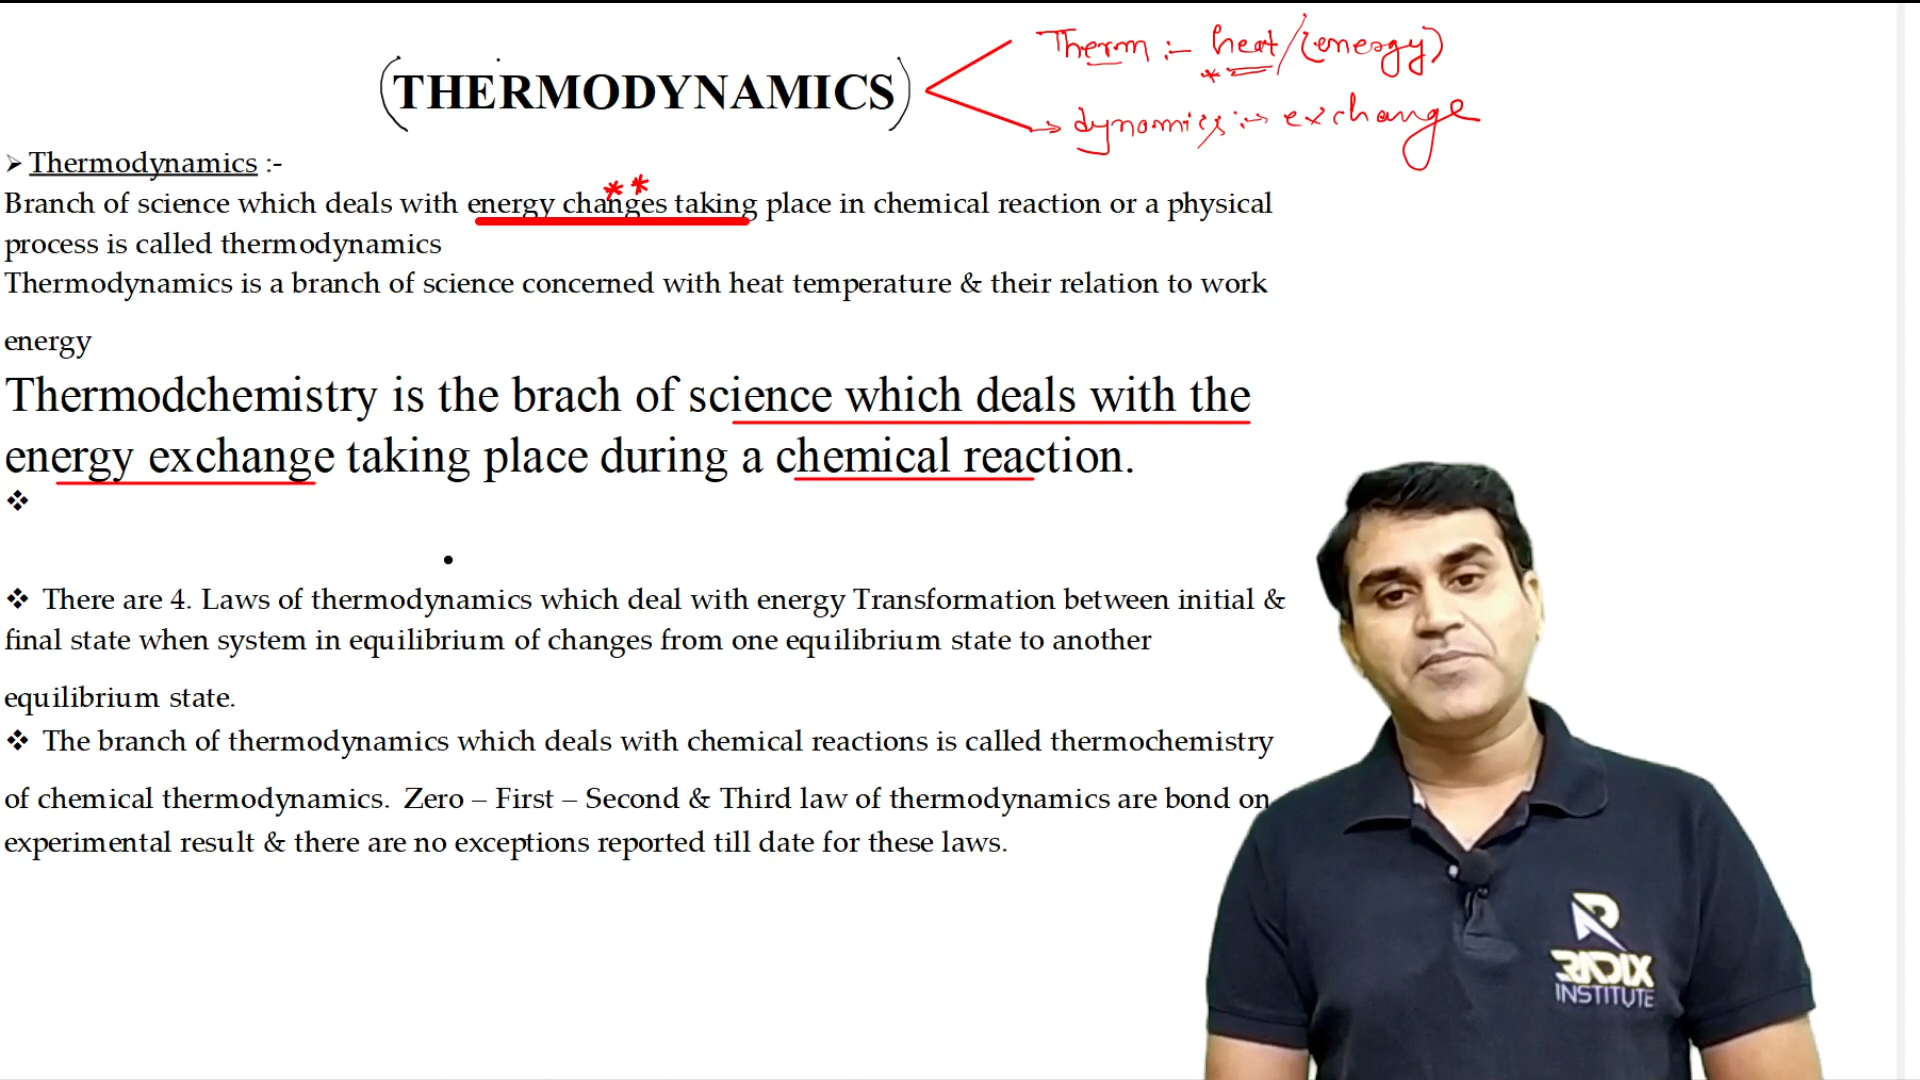 THERMODYNAMICS
Therm :- heat/(energy)
dynamics :→ exchange
➢ Thermodynamics :-
Branch of science which deals with energy changes taking place in chemical reaction or a physical
process is called thermodynamics
Thermodynamics is a branch of science concerned with heat temperature & their relation to work
energy
Thermodchemistry is the brach of science which deals with the
energy exchange taking place during a chemical reaction.
❖ There are 4. Laws of thermodynamics which deal with energy Transformation between initial &
final state when system in equilibrium of changes from one equilibrium state to another
equilibrium state.
❖ The branch of thermodynamics which deals with chemical reactions is called thermochemistry
of chemical thermodynamics. Zero – First – Second & Third law of thermodynamics are bond on
experimental result & there are no exceptions reported till date for these laws.
RADIX
INSTITUTE